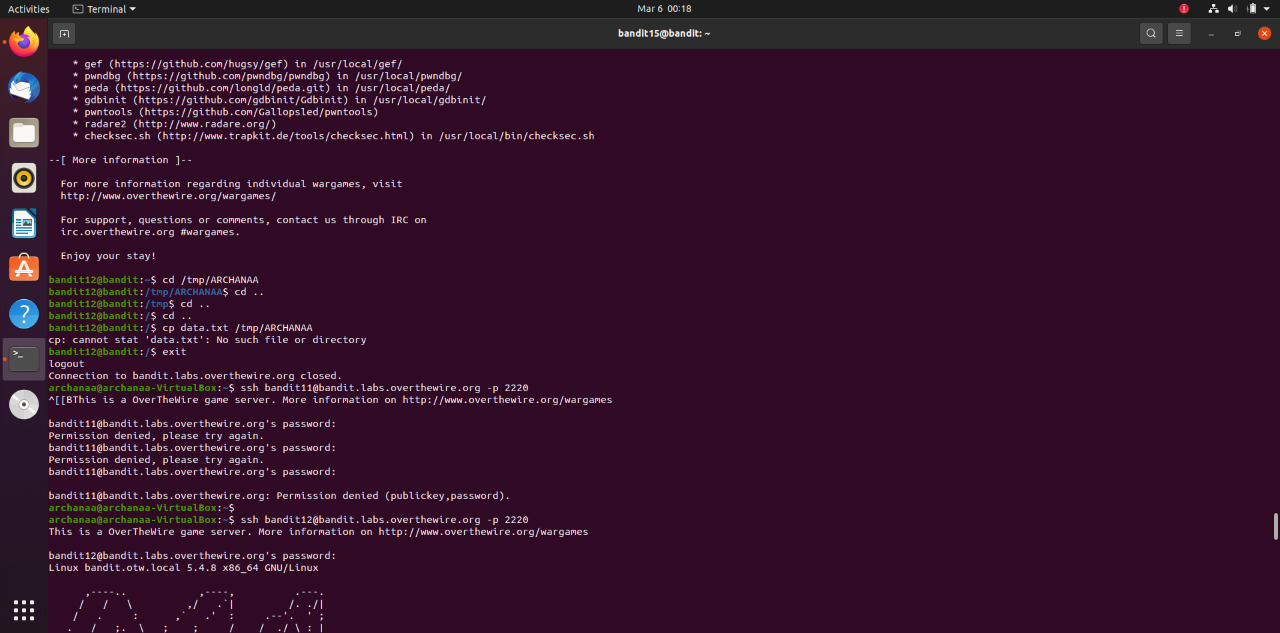 Activities
Terminal
Mar 6 00:18
bandit15@bandit: ~
* gef (https://github.com/hugsy/gef) in /usr/local/gef/
* pwndbg (https://github.com/pwndbg/pwndbg) in /usr/local/pwndbg/
* peda (https://github.com/longld/peda.git) in /usr/local/peda/
* gdbinit (https://github.com/gdbinit/Gdbinit) in /usr/local/gdbinit/
* pwntools (https://github.com/Gallopsled/pwntools)
* radare2 (http://www.radare.org/)
* checksec.sh (http://www.trapkit.de/tools/checksec.html) in /usr/local/bin/checksec.sh
--[ More information ]--
For more information regarding individual wargames, visit
http://www.overthewire.org/wargames/
For support, questions or comments, contact us through IRC on
irc.overthewire.org #wargames.
Enjoy your stay!
bandit12@bandit:~$ cd /tmp/ARCHANAA
bandit12@bandit:/tmp/ARCHANAA$ cd ..
bandit12@bandit:/tmp$ cd ..
bandit12@bandit:/$ cd ..
bandit12@bandit:/$ cp data.txt /tmp/ARCHANAA
cp: cannot stat 'data.txt': No such file or directory
bandit12@bandit:/$ exit
logout
Connection to bandit.labs.overthewire.org closed.
archanaa@archanaa-VirtualBox:~$ ssh bandit11@bandit.labs.overthewire.org -p 2220
^[[BThis is a OverTheWire game server. More information on http://www.overthewire.org/wargames
bandit11@bandit.labs.overthewire.org's password:
Permission denied, please try again.
bandit11@bandit.labs.overthewire.org's password:
Permission denied, please try again.
bandit11@bandit.labs.overthewire.org's password:
bandit11@bandit.labs.overthewire.org: Permission denied (publickey,password).
archanaa@archanaa-VirtualBox:~$
archanaa@archanaa-VirtualBox:~$ ssh bandit12@bandit.labs.overthewire.org -p 2220
This is a OverTheWire game server. More information on http://www.overthewire.org/wargames
bandit12@bandit.labs.overthewire.org's password:
Linux bandit.otw.local 5.4.8 x86_64 GNU/Linux